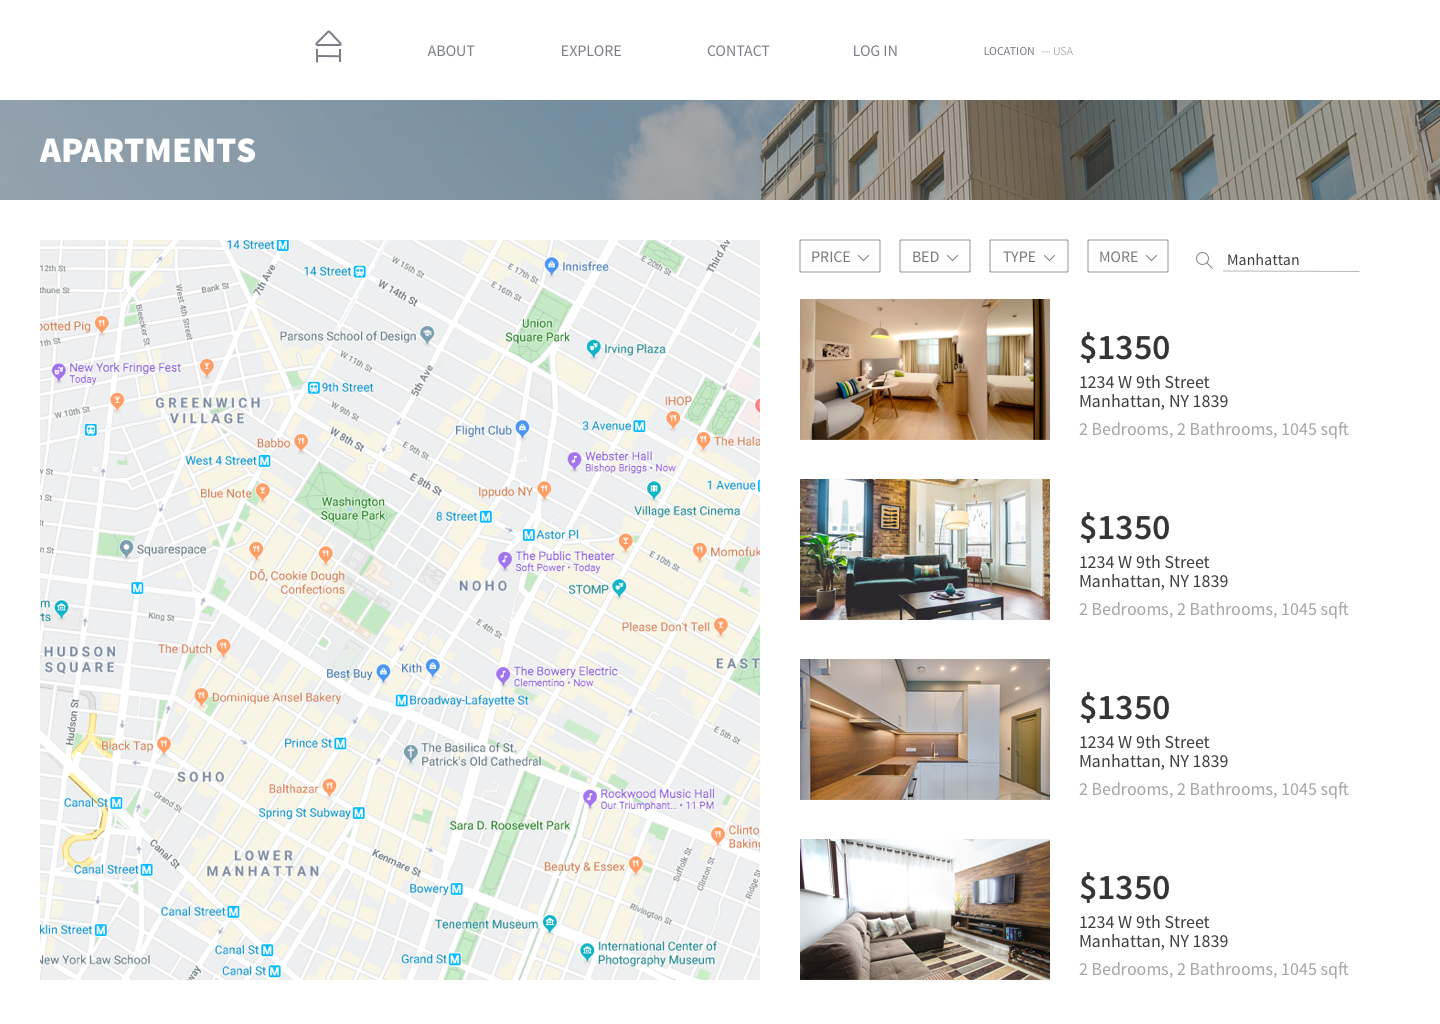 ABOUT
EXPLORE
CONTACT
LOG IN
LOCATION — USA
APARTMENTS
14 Street
14 Street
12th St
thune St
Bank St
7th Ave
W 15th St
W 14th St
Innisfree
E 20th St
Third Av
West 4th St
Bleecker St
otted Pig
Parsons School of Design
Union
Square Park
Irving Plaza
New York Fringe Fest
Today
W 11th St
5th Ave
9th Street
GREENWICH
VILLAGE
W 10th St
W 9th St
IHOP
Babbo
W 8th St
Flight Club
3 Avenue
The Hala
West 4 Street
Webster Hall
Bishop Briggs • Now
E 8th St
Blue Note
Ippudo NY
1 Avenue
Washington
Square Park
8 Street
Village East Cinema
E 10th St
Astor Pl
Squarespace
The Public Theater
Soft Power • Today
Momofuk
DŌ, Cookie Dough
Confections
NOHO
STOMP
m
rts
King St
E 4th St
Please Don't Tell
HUDSON
SQUARE
The Dutch
Best Buy
Kith
The Bowery Electric
Clementino • Now
EAST
Dominique Ansel Bakery
Broadway-Lafayette St
Hudson St
Black Tap
Prince St
The Basilica of St.
Patrick's Old Cathedral
E 5th St
SOHO
Balthazar
Rockwood Music Hall
Our Triumphant... • 11 PM
Canal St
Grand St
Spring St Subway
Sara D. Roosevelt Park
Clinto
Baking
Canal St
LOWER
MANHATTAN
Kenmare St
Beauty & Essex
Suffolk St
Clinton St
Ridge St
Canal Street
Bowery
Canal Street
Rivington St
Tenement Museum
klin Street
Canal St
International Center of
Photography Museum
New York Law School
Canal St
way
Grand St
PRICE
BED
TYPE
MORE
Manhattan
$1350
1234 W 9th Street
Manhattan, NY 1839
2 Bedrooms, 2 Bathrooms, 1045 sqft
$1350
1234 W 9th Street
Manhattan, NY 1839
2 Bedrooms, 2 Bathrooms, 1045 sqft
$1350
1234 W 9th Street
Manhattan, NY 1839
2 Bedrooms, 2 Bathrooms, 1045 sqft
$1350
1234 W 9th Street
Manhattan, NY 1839
2 Bedrooms, 2 Bathrooms, 1045 sqft